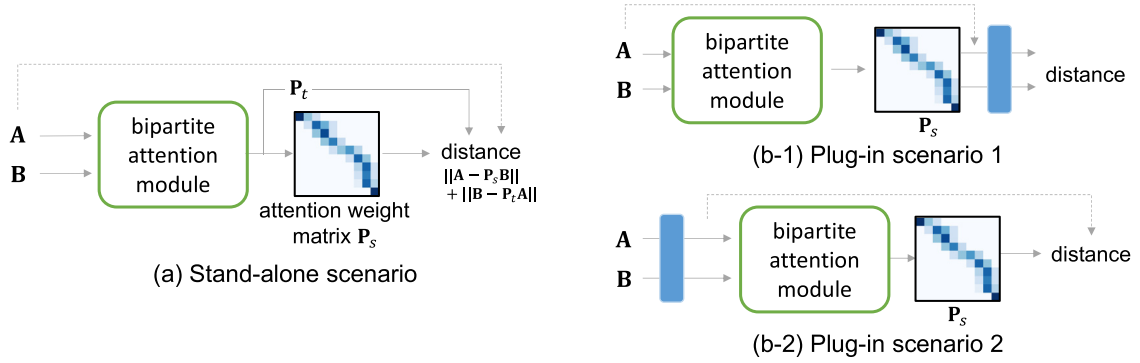 A
B
bipartite
attention
module
P_t
attention weight
matrix P_s
distance
||A − P_sB||
+ ||B − P_tA||
(a) Stand-alone scenario
A
B
bipartite
attention
module
P_s
distance
(b-1) Plug-in scenario 1
A
B
bipartite
attention
module
P_s
distance
(b-2) Plug-in scenario 2